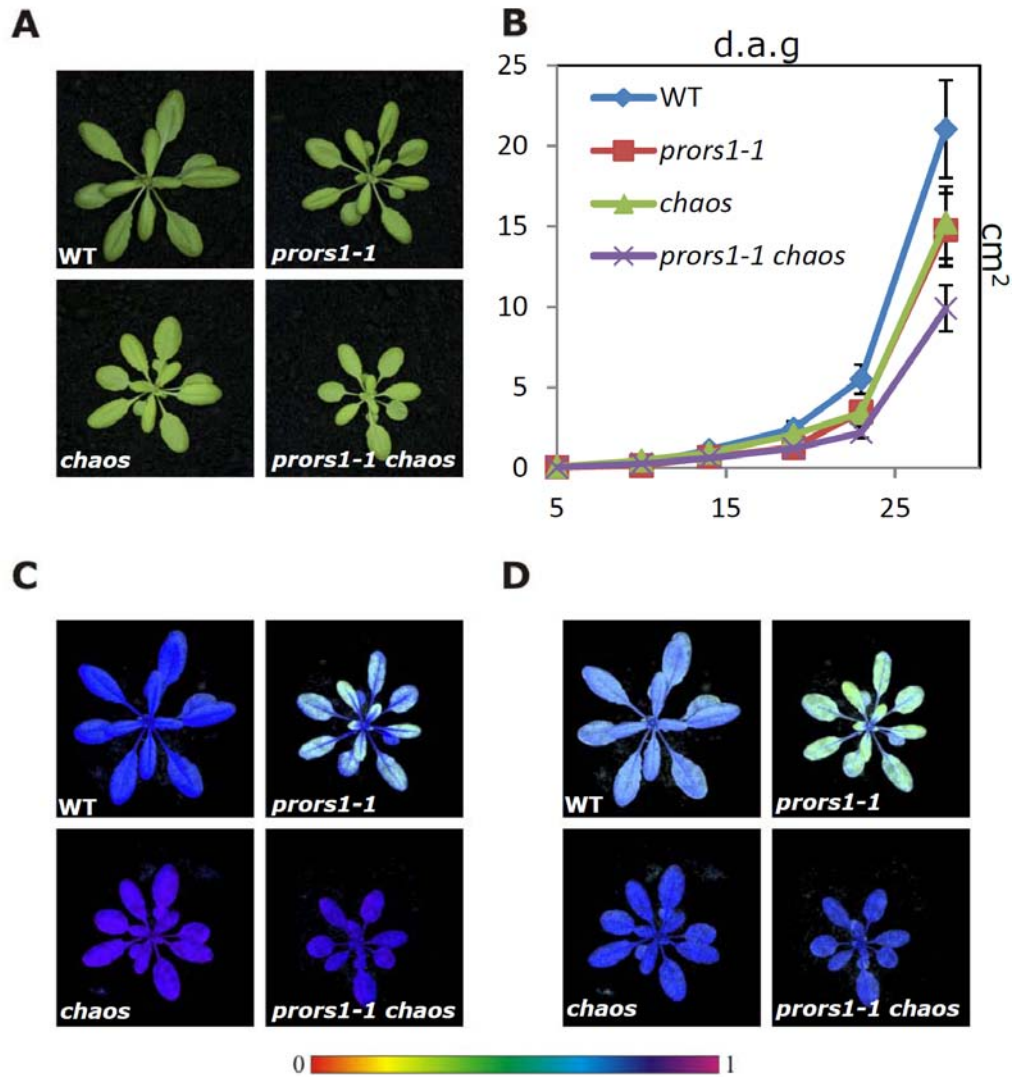 A
WT
prors1-1
chaos
prors1-1 chaos
B
d.a.g
25
20
15
10
5
0
WT
prors1-1
chaos
prors1-1 chaos
cm²
5
15
25
C
WT
prors1-1
chaos
prors1-1 chaos
D
WT
prors1-1
chaos
prors1-1 chaos
0
1